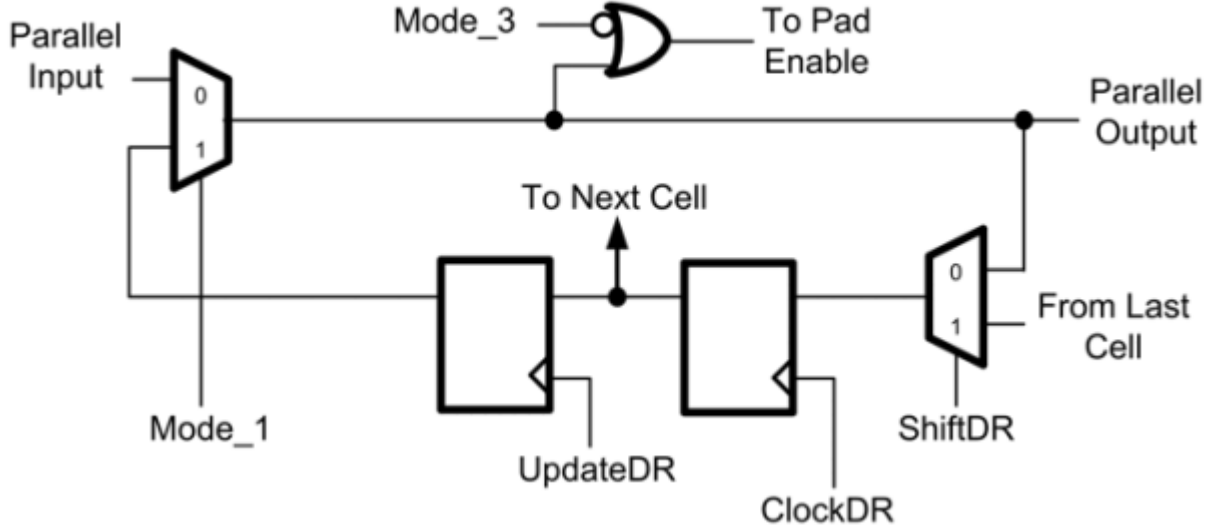 Mode_3
To Pad
Enable
Parallel
Input
0
1
Parallel
Output
To Next Cell
0
1
From Last
Cell
Mode_1
UpdateDR
ClockDR
ShiftDR